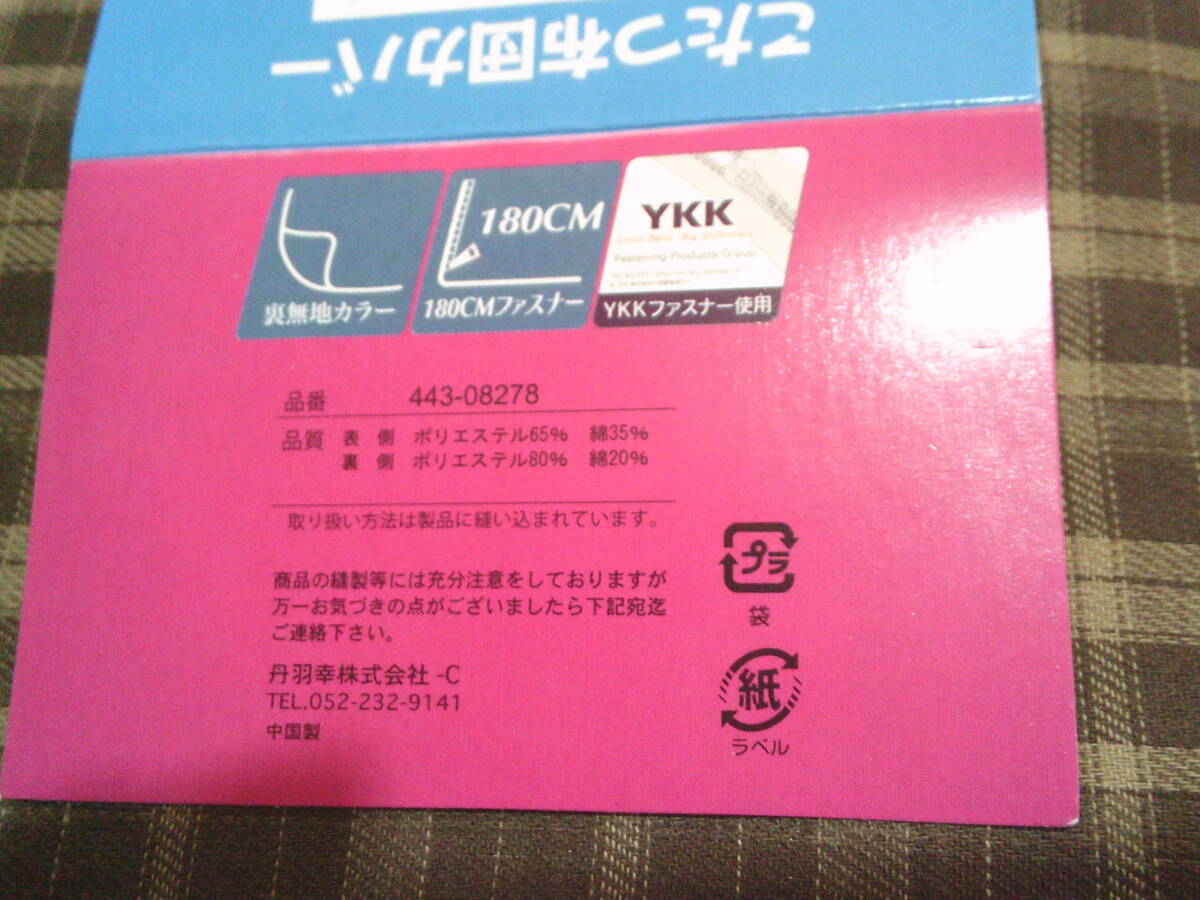 こたつ布団カバー
裏無地カラー
180CM
180CMファスナー
YKK
Little Parts. Big Difference.
Fastening Products Group
YKKファスナー使用
品番 443-08278
品質 表側 ポリエステル65% 綿35%
裏側 ポリエステル80% 綿20%
取り扱い方法は製品に縫い込まれています。
商品の縫製等には充分注意をしておりますが
万一お気づきの点がございましたら下記宛迄
ご連絡下さい。
丹羽幸株式会社-C
TEL.052-232-9141
中国製
プラ
袋
紙
ラベル